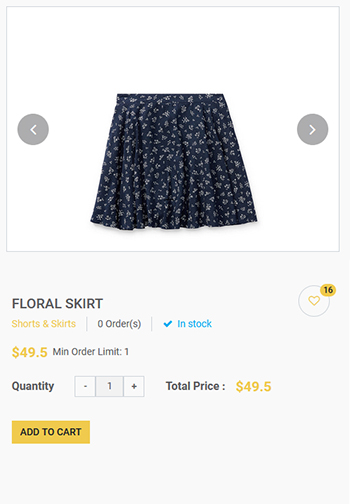 FLORAL SKIRT
16
Shorts & Skirts 0 Order(s) In stock
$49.5 Min Order Limit: 1
Quantity - 1 + Total Price : $49.5
ADD TO CART